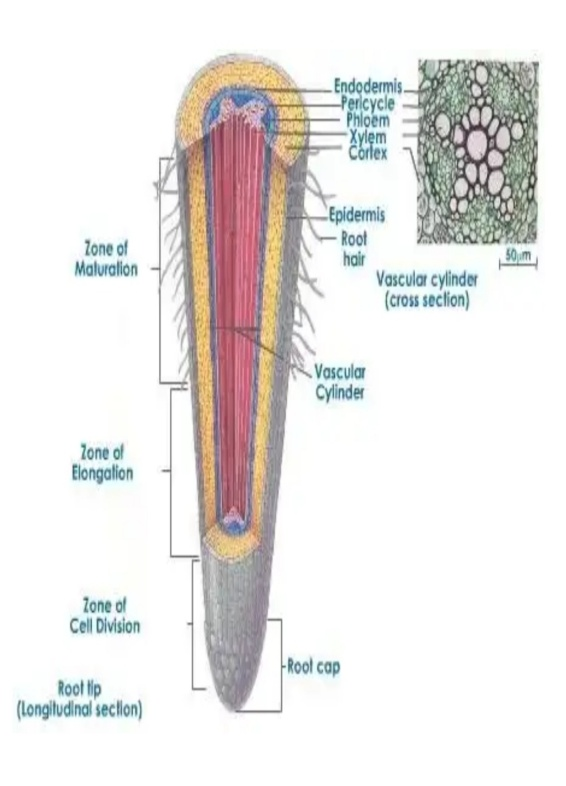 Endodermis
Pericycle
Phloem
Xylem
Cortex
Epidermis
Root
hair
50µm
Vascular cylinder
(cross section)
Zone of
Maturation
Vascular
Cylinder
Zone of
Elongation
Zone of
Cell Division
Root cap
Root tip
(Longitudinal section)